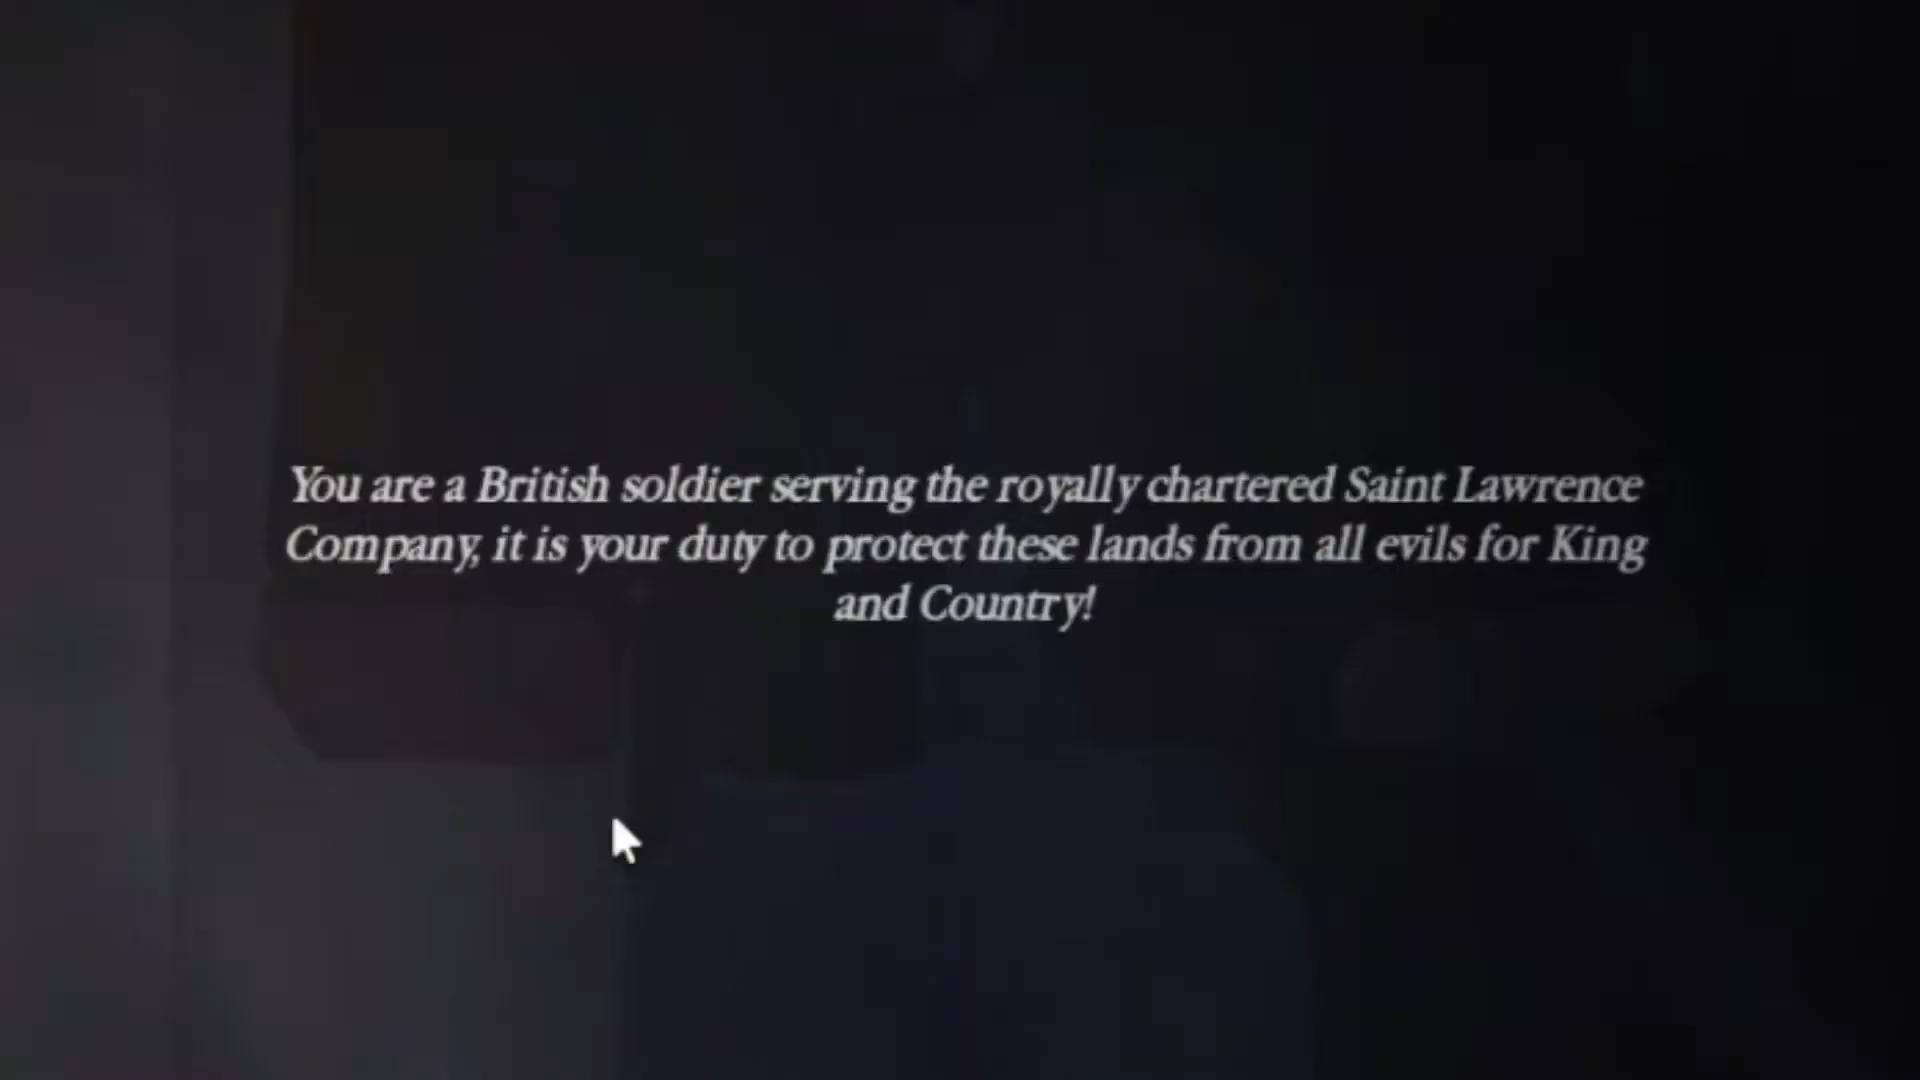 You are a British soldier serving the royally chartered Saint Lawrence
Company, it is your duty to protect these lands from all evils for King
and Country!